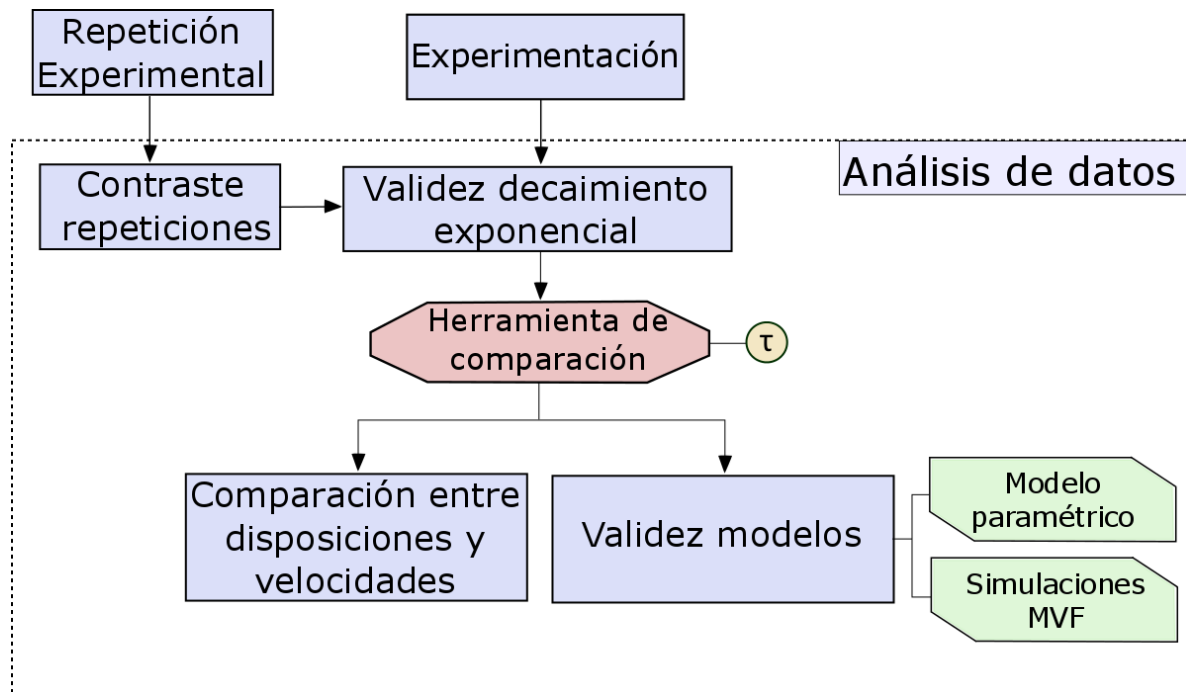 Repetición
Experimental
Experimentación
Análisis de datos
Contraste
repeticiones
Validez decaimiento
exponencial
Herramienta de
comparación
τ
Comparación entre
disposiciones y
velocidades
Validez modelos
Modelo
paramétrico
Simulaciones
MVF